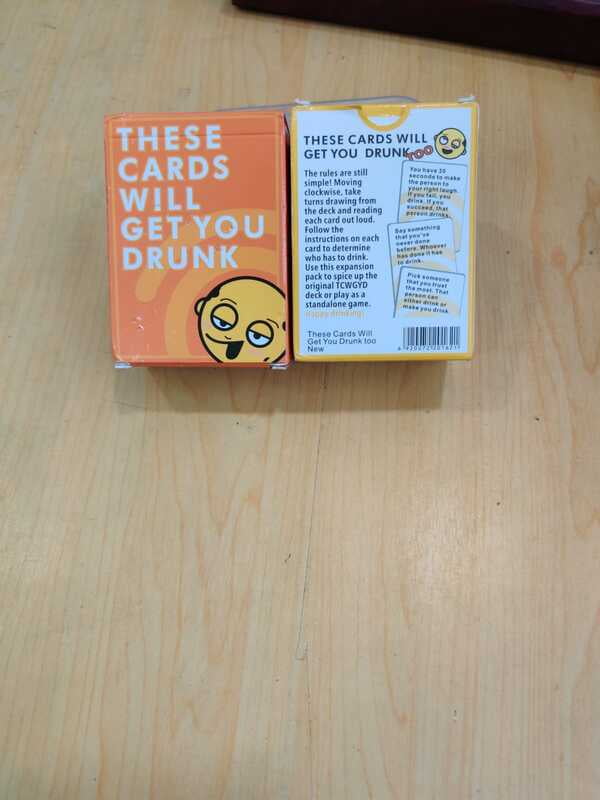 THESE
CARDS
W!LL
GET YOU
DRUNK
THESE CARDS WILL
GET YOU DRUNK TOO
The rules are still
simple! Moving
clockwise, take
turns drawing from
the deck and reading
each card out loud.
Follow the
instructions on each
card to determine
who has to drink.
Use this expansion
pack to spice up the
original TCWGYD
deck or play as a
standalone game.
Happy drinking!
These Cards Will
Get You Drunk too
New
You have 30
seconds to make
the person to
your right laugh.
If you fail, you
drink. If you
succeed, that
person drinks.
Say something
that you've
never done
before. Whoever
has done it has
to drink.
Pick someone
that you trust
the most. That
person can
either drink or
make you drink